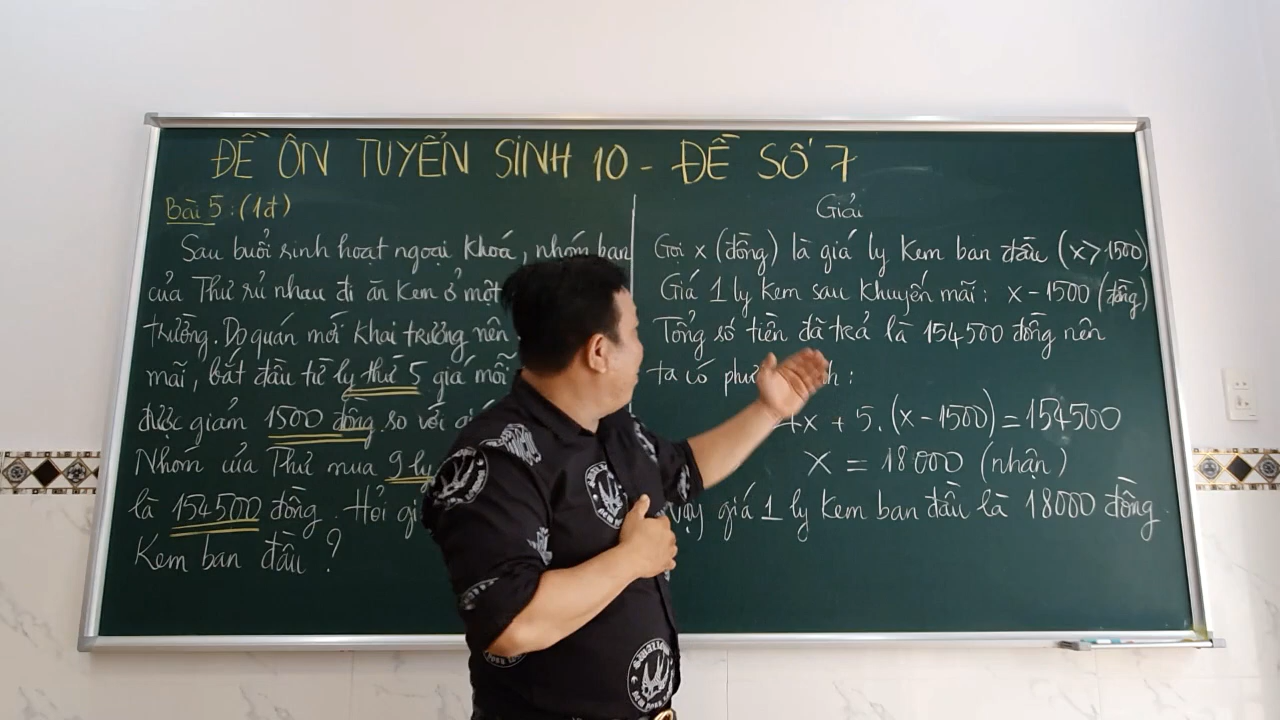 ĐỀ ÔN TUYỂN SINH 10 - ĐỀ SỐ 7
Bài 5 : (1đ)
Sau buổi sinh hoạt ngoại khoá, nhóm bạn
của Thư rủ nhau đi ăn kem ở một
trường. Do quán mới khai trương nên
mãi, bắt đầu từ ly thứ 5 giá mỗi
được giảm 1500 đồng so với
Nhóm của Thư mua 9 ly
là 154500 đồng. Hỏi
kem ban đầu ?
Giải
Gọi x (đồng) là giá ly kem ban đầu (x > 1500)
Giá 1 ly kem sau khuyến mãi : x - 1500 (đồng)
Tổng số tiền đã trả là 154500 đồng nên
ta có :
4x + 5. (x - 1500) = 154500
x = 18000 (nhận)
Vậy giá 1 ly kem ban đầu là 18000 đồng